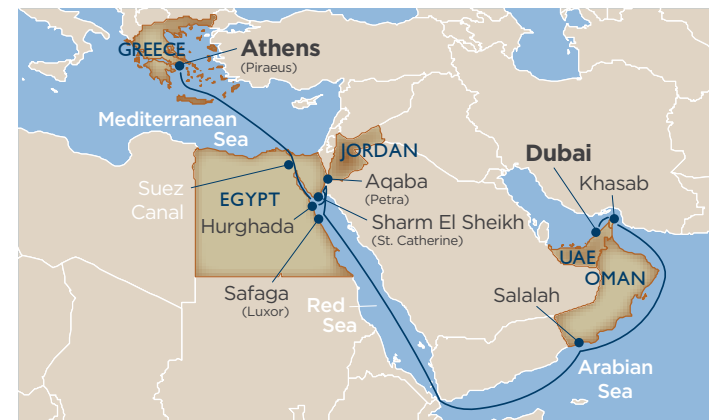 GREECE
Athens
(Piraeus)
Mediterranean
Sea
JORDAN
Dubai
Suez
Canal
EGYPT
Aqaba
(Petra)
Khasab
Hurghada
Sharm El Sheikh
(St. Catherine)
UAE
OMAN
Safaga
(Luxor)
Red
Sea
Salalah
Arabian
Sea